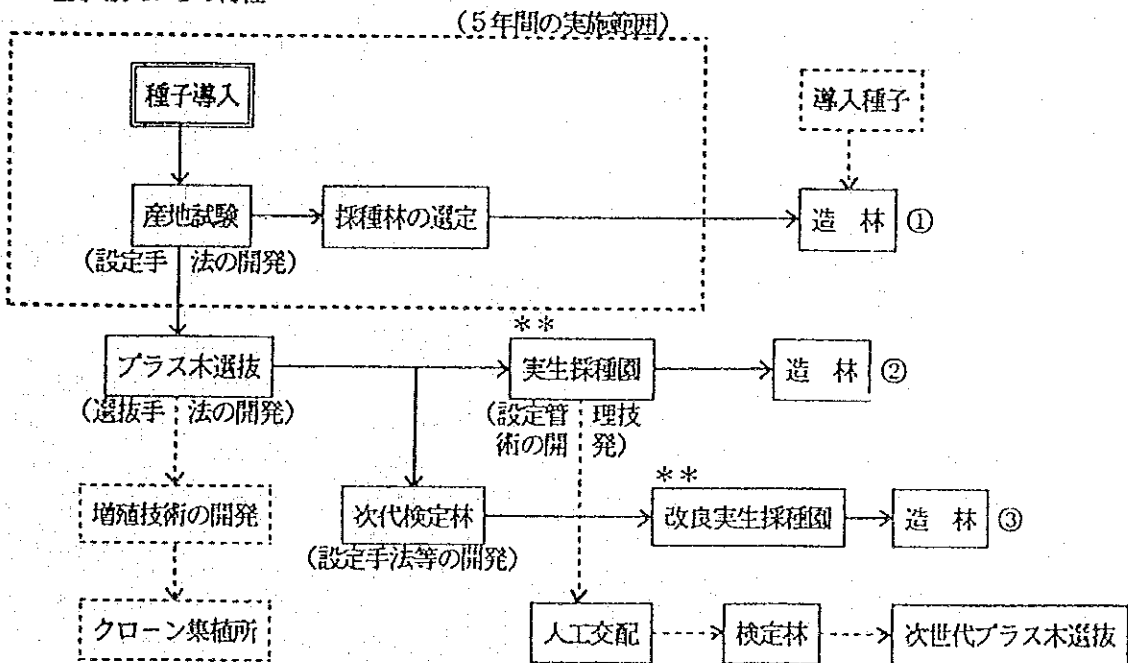 (5年間の実施範囲)
種子導入
導入種子
産地試験
採種林の選定
造 林 ①
(設定手 法の開発)
**
プラス木選抜
実生採種園
造 林 ②
(選抜手 法の開発)
(設定管 理技
術の開 発)
**
増殖技術の開発
次代検定林
改良実生採種園
造 林 ③
(設定手法等の開発)
クローン集植所
人工交配
検定林
次世代プラス木選抜